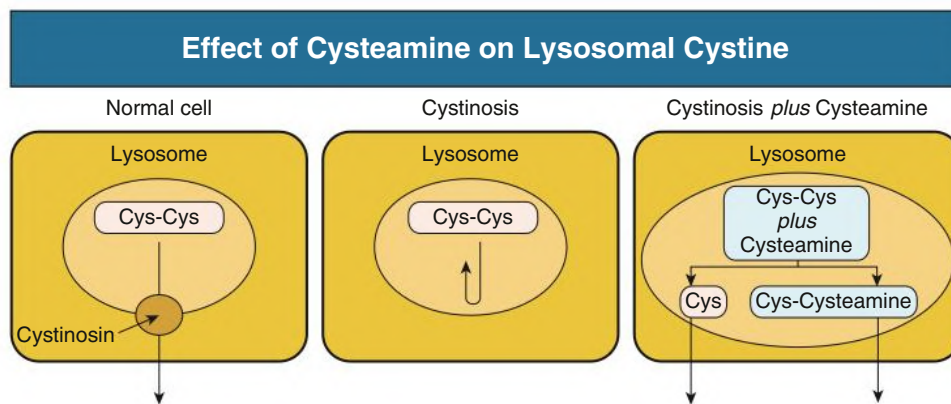 Effect of Cysteamine on Lysosomal Cystine
Normal cell
Lysosome
Cys-Cys
Cystinosin
Cystinosis
Lysosome
Cys-Cys
Cystinosis plus Cysteamine
Lysosome
Cys-Cys
plus
Cysteamine
Cys
Cys-Cysteamine